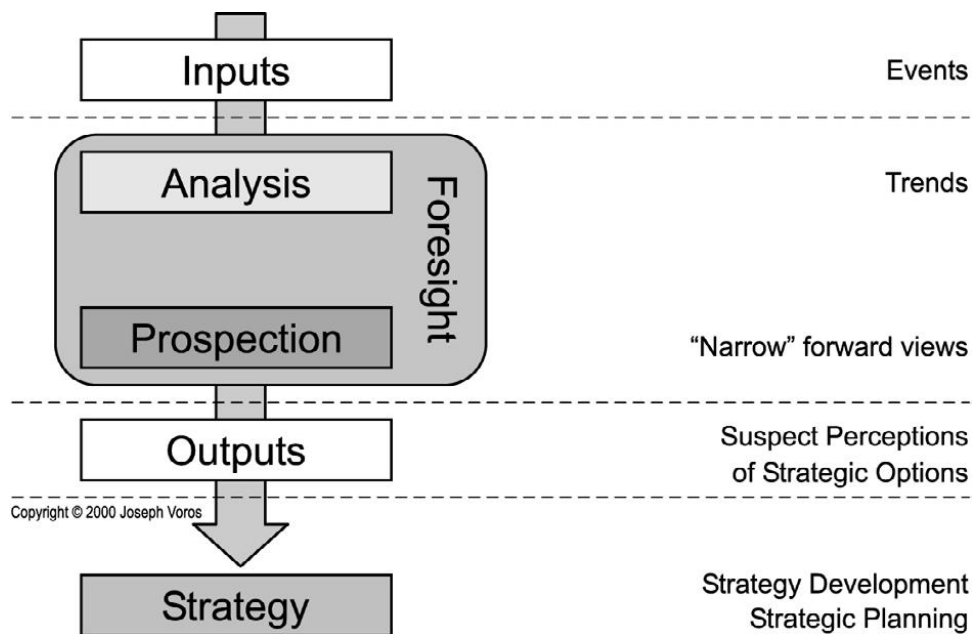 Inputs
Events
Analysis
Trends
Foresight
Prospection
“Narrow” forward views
Outputs
Suspect Perceptions
of Strategic Options
Copyright © 2000 Joseph Voros
Strategy
Strategy Development
Strategic Planning